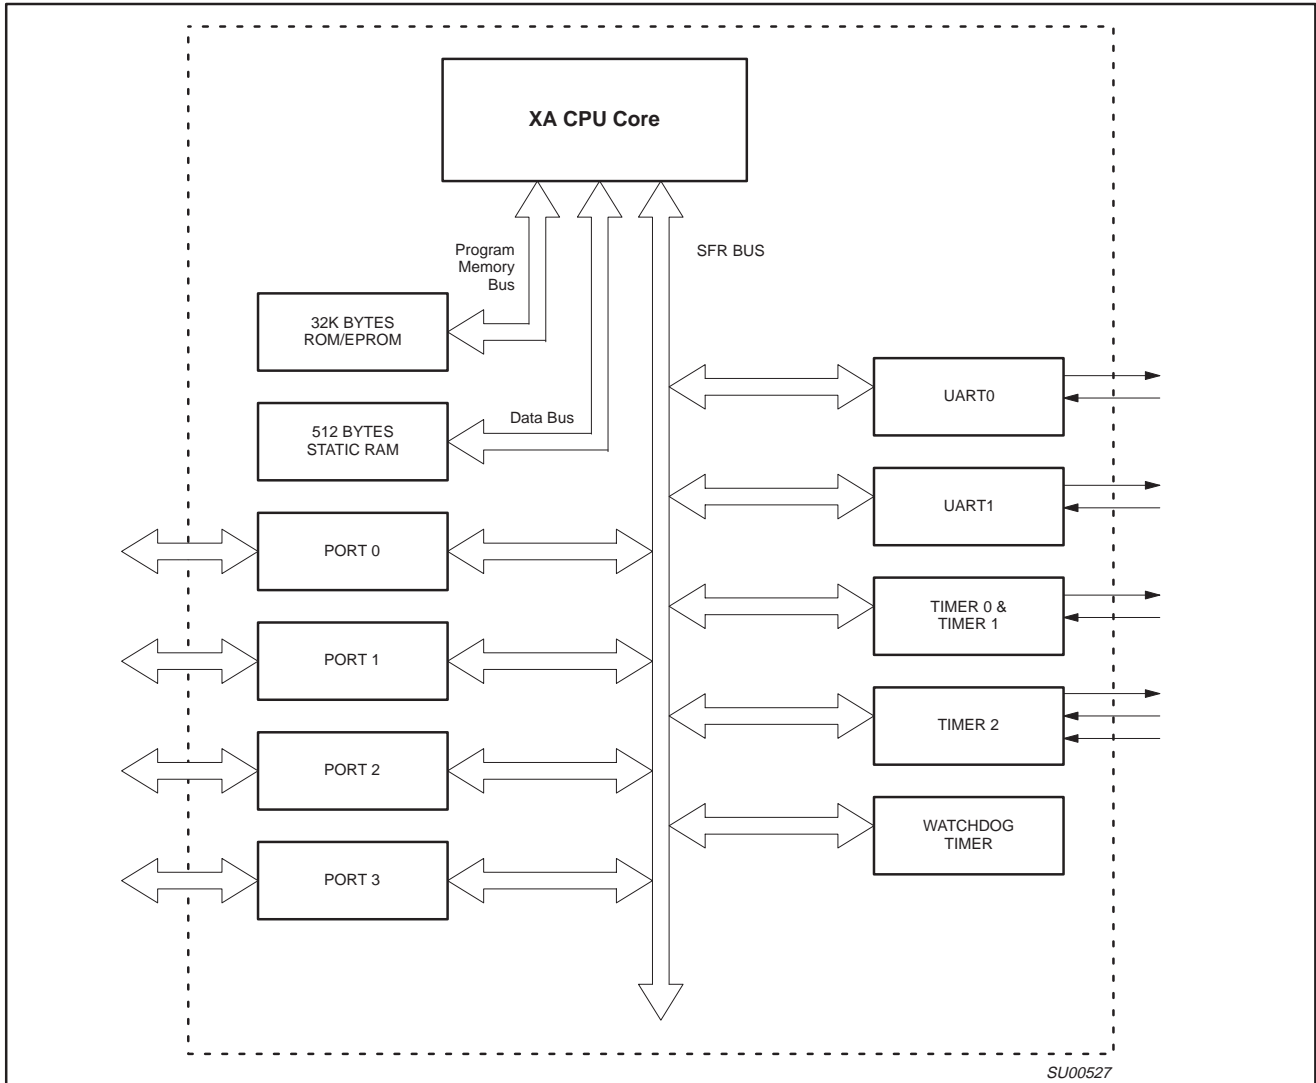 XA CPU Core
Program
Memory
Bus
SFR BUS
32K BYTES
ROM/EPROM
Data Bus
512 BYTES
STATIC RAM
PORT 0
PORT 1
PORT 2
PORT 3
UART0
UART1
TIMER 0 &
TIMER 1
TIMER 2
WATCHDOG
TIMER
SU00527